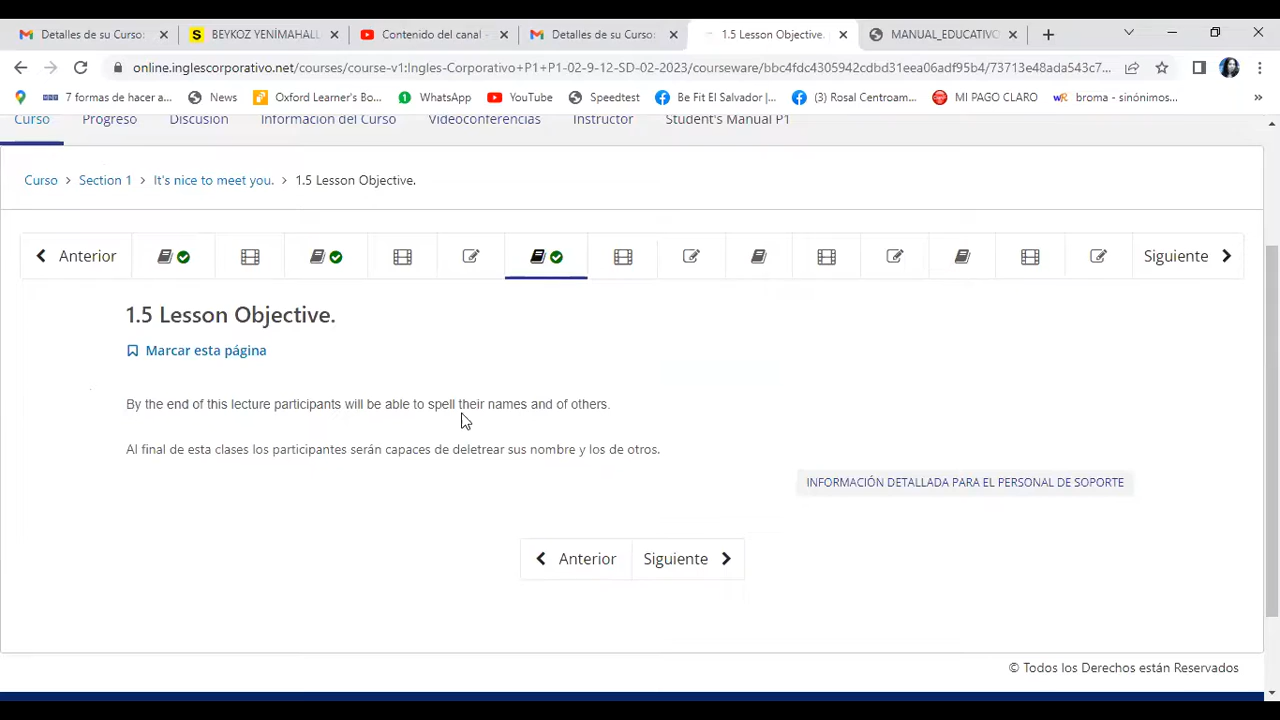 Detalles de su Curso:
BEYKOZ YENİMAHALL
Contenido del canal -
Detalles de su Curso:
1.5 Lesson Objective.
MANUAL_EDUCATIVO
online.inglescorporativo.net/courses/course-v1:Ingles-Corporativo+P1+P1-02-9-12-SD-02-2023/courseware/bbc4fdc4305942cdbd31eea06adf95b4/73713e48ada543c7...
7 formas de hacer a...
News
Oxford Learner's Bo...
WhatsApp
YouTube
Speedtest
Be Fit El Salvador |...
(3) Rosal Centroam...
MI PAGO CLARO
broma - sinónimos...
Curso
Progreso
Discusión
Información del Curso
Videoconferencias
Instructor
Student's Manual P1
Curso > Section 1 > It's nice to meet you. > 1.5 Lesson Objective.
Anterior
Siguiente
1.5 Lesson Objective.
Marcar esta página
By the end of this lecture participants will be able to spell their names and of others.
Al final de esta clases los participantes serán capaces de deletrear sus nombre y los de otros.
INFORMACIÓN DETALLADA PARA EL PERSONAL DE SOPORTE
Anterior
Siguiente
© Todos los Derechos están Reservados